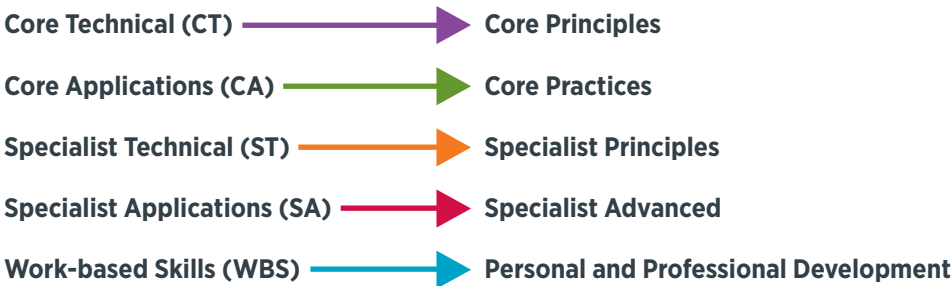 Core Technical (CT) Core Principles
Core Applications (CA) Core Practices
Specialist Technical (ST) Specialist Principles
Specialist Applications (SA) Specialist Advanced
Work-based Skills (WBS) Personal and Professional Development